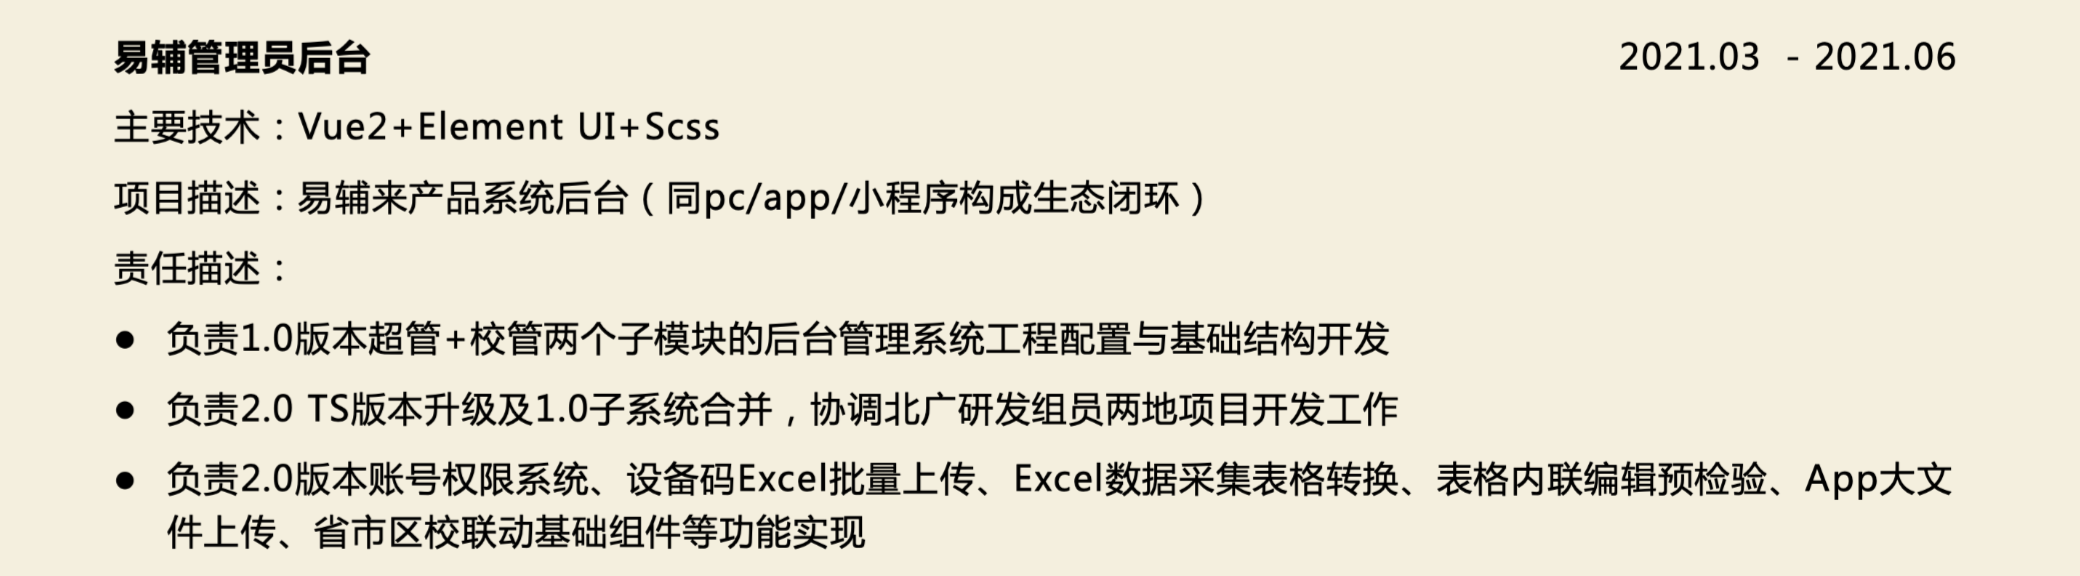 易辅管理员后台 2021.03 - 2021.06
主要技术：Vue2+Element UI+Scss
项目描述：易辅来产品系统后台（同pc/app/小程序构成生态闭环）
责任描述：
● 负责1.0版本超管+校管两个子模块的后台管理系统工程配置与基础结构开发
● 负责2.0 TS版本升级及1.0子系统合并，协调北广研发组员两地项目开发工作
● 负责2.0版本账号权限系统、设备码Excel批量上传、Excel数据采集表格转换、表格内联编辑预检验、App大文
件上传、省市区校联动基础组件等功能实现